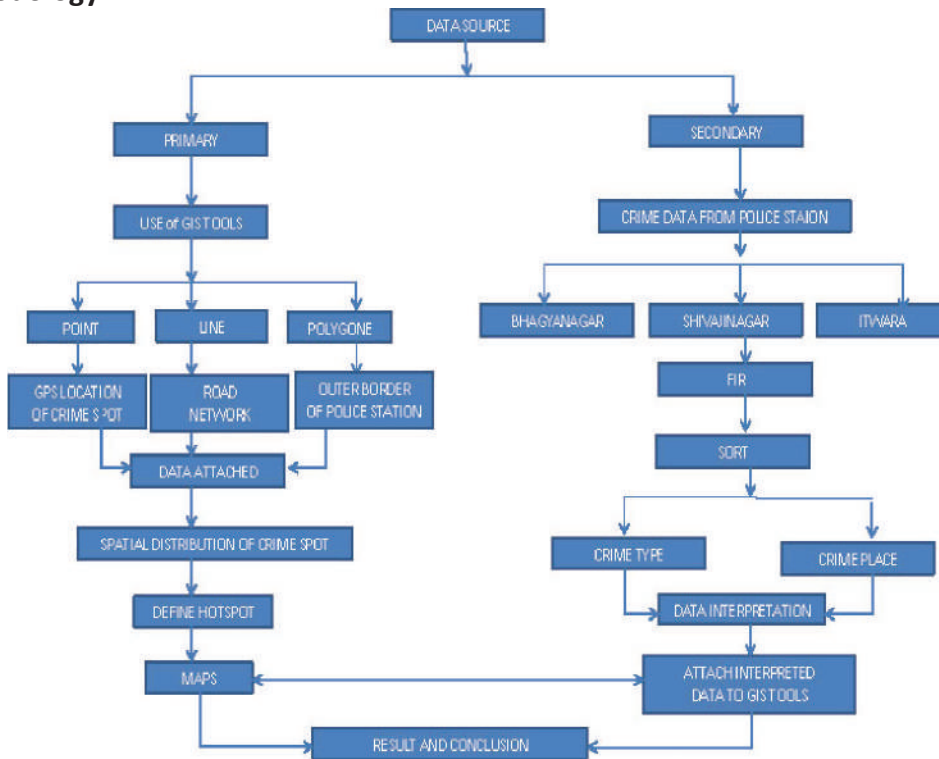 DATA SOURCE
PRIMARY
SECONDARY
USE of GIS TOOLS
CRIME DATA FROM POLICE STAION
POINT
LINE
POLYGONE
BHAGYANAGAR
SHIVAJINAGAR
ITWARA
GPS LOCATION
OF CRIME SPOT
ROAD
NETWORK
OUTER BORDER
OF POLICE STATION
FIR
DATA ATTACHED
SORT
SPATIAL DISTRIBUTION OF CRIME SPOT
CRIME TYPE
CRIME PLACE
DEFINE HOTSPOT
DATA INTERPRETATION
MAPS
ATTACH INTERPRETED
DATA TO GIS TOOLS
RESULT AND CONCLUSION